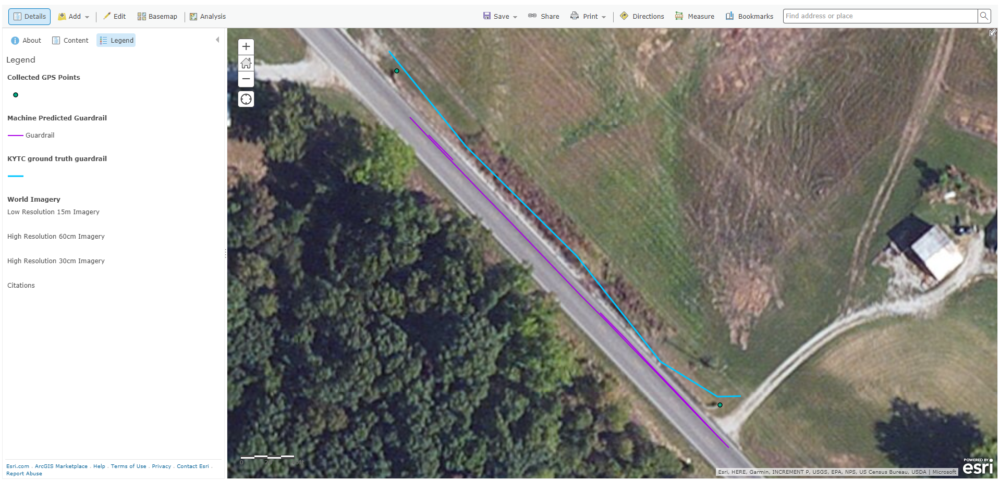 Details Add Edit Basemap Analysis Save Share Print Directions Measure Bookmarks Find address or place
About Content Legend
Legend
Collected GPS Points
Machine Predicted Guardrail
Guardrail
KYTC ground truth guardrail
World Imagery
Low Resolution 15m Imagery
High Resolution 60cm Imagery
High Resolution 30cm Imagery
Citations
Esri.com . ArcGIS Marketplace . Help . Terms of Use . Privacy . Contact Esri .
Report Abuse
0
POWERED BY
esri
Esri, HERE, Garmin, INCREMENT P, USGS, EPA, NPS, US Census Bureau, USDA | Microsoft